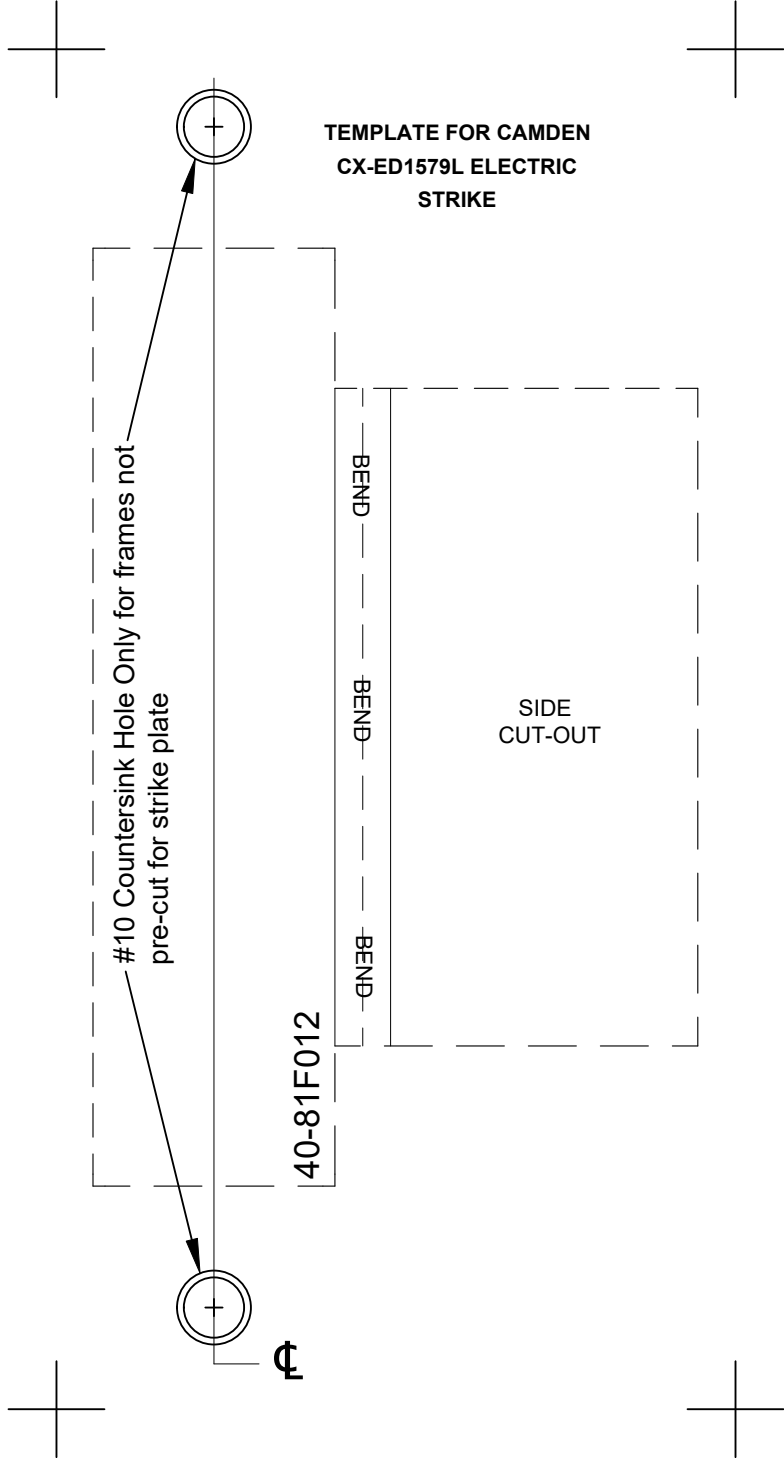 TEMPLATE FOR CAMDEN
CX-ED1579L ELECTRIC
STRIKE
#10 Countersink Hole Only for frames not
pre-cut for strike plate
BEND
BEND
BEND
SIDE
CUT-OUT
40-81F012
℄